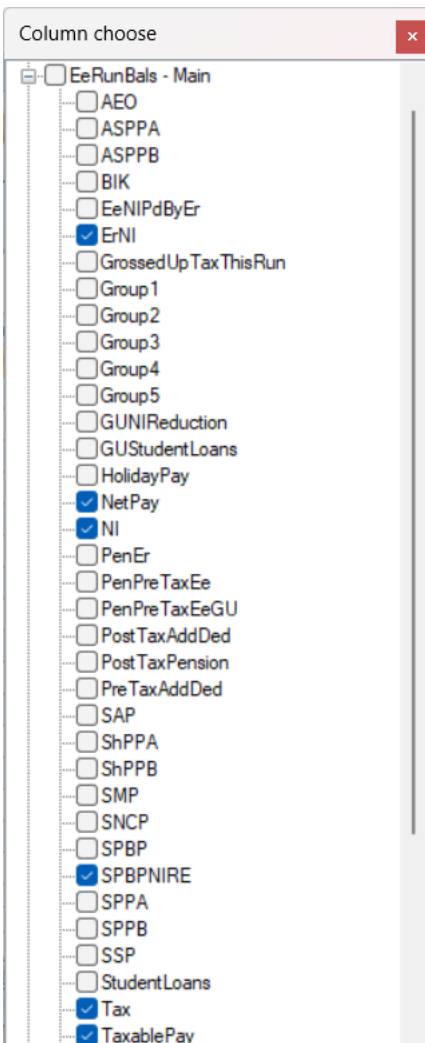 Column choose
EeRunBals - Main
AEO
ASPPA
ASPPB
BIK
EeNIPdByEr
ErNI
GrossedUpTaxThisRun
Group1
Group2
Group3
Group4
Group5
GUNIReduction
GUStudentLoans
HolidayPay
NetPay
NI
PenEr
PenPreTaxEe
PenPreTaxEeGU
PostTaxAddDed
PostTaxPension
PreTaxAddDed
SAP
ShPPA
ShPPB
SMP
SNCP
SPBP
SPBPNIRE
SPPA
SPPB
SSP
StudentLoans
Tax
TaxablePay